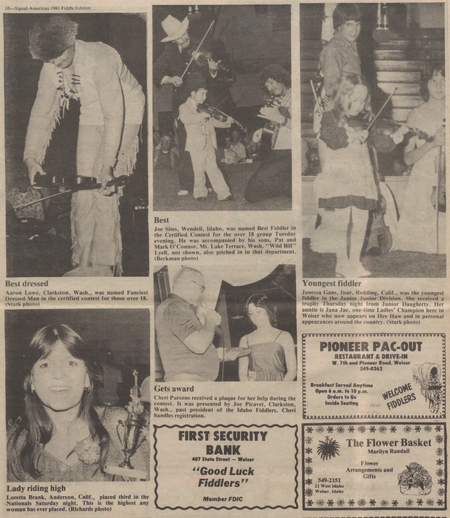 10—Signal-American 1981 Fiddle Edition
Best dressed
Aaron Lowe, Clarkston, Wash., was named Fanciest
Dressed Man in the certified contest for those over 18.
(Stark photo)
Lady riding high
Loretta Brank, Anderson, Calif., placed third in the
Nationals Saturday night. This is the highest any
woman has ever placed. (Richards photo)
Best
Joe Sites, Wendell, Idaho, was named Best Fiddler in
the Certified Contest for the over 18 group Tuesday
evening. He was accompanied by his sons, Pat and
Mark O'Connor, Mt. Lake Terrace, Wash. "Wild Bill"
Lyell, not shown, also pitched in in that department.
(Beckman photo)
Gets award
Cheri Parsons received a plaque for her help during the
contest. It was presented by Joe Picaver, Clarkston,
Wash., past president of the Idaho Fiddlers. Cheri
handles registration.
FIRST SECURITY
BANK
407 State Street — Weiser
"Good Luck
Fiddlers"
Member FDIC
Youngest fiddler
Janessa Gans, four, Redding, Calif., was the youngest
fiddler in the Junior Junior Division. She received a
trophy Thursday night from Junior Daugherty. Her
auntie is Jana Jae, one-time Ladies' Champion here in
Weiser who now appears on Hee Haw and in personal
appearances around the country. (Stark photo)
PIONEER PAC-OUT
RESTAURANT & DRIVE-IN
W. 7th and Pioneer Road, Weiser
549-0262
Breakfast Served Anytime
Open 6 a.m. to 10 p.m.
Orders to Go
Inside Seating
WELCOME
FIDDLERS
The Flower Basket
Marilyn Randall
Flower
Arrangements and
Gifts
549-2151
21 West Idaho
Weiser, Idaho